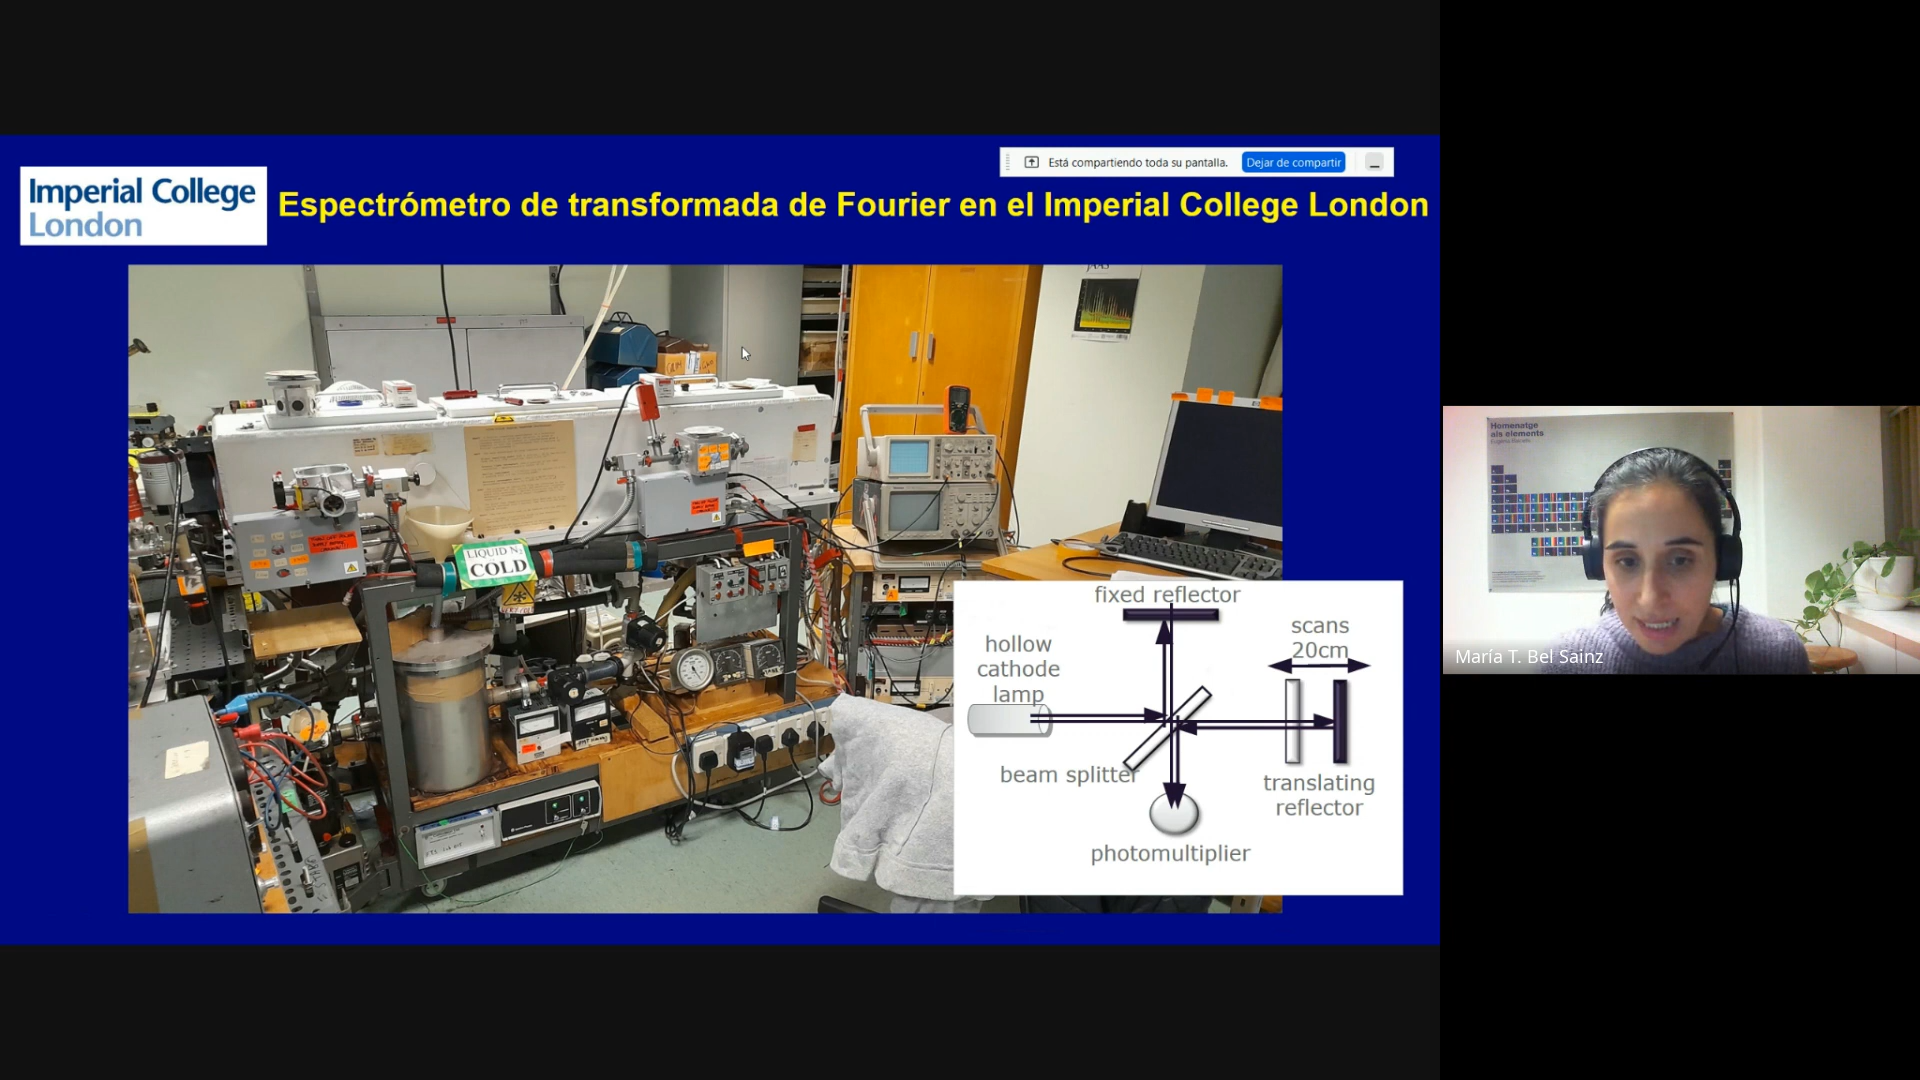 Está compartiendo toda su pantalla.
Dejar de compartir
Imperial College
London
Espectrómetro de transformada de Fourier en el Imperial College London
LIQUID N2
COLD
fixed reflector
hollow
cathode
lamp
scans
20cm
beam splitter
translating
reflector
photomultiplier
Homenatge
als elements
María T. Bel Sainz